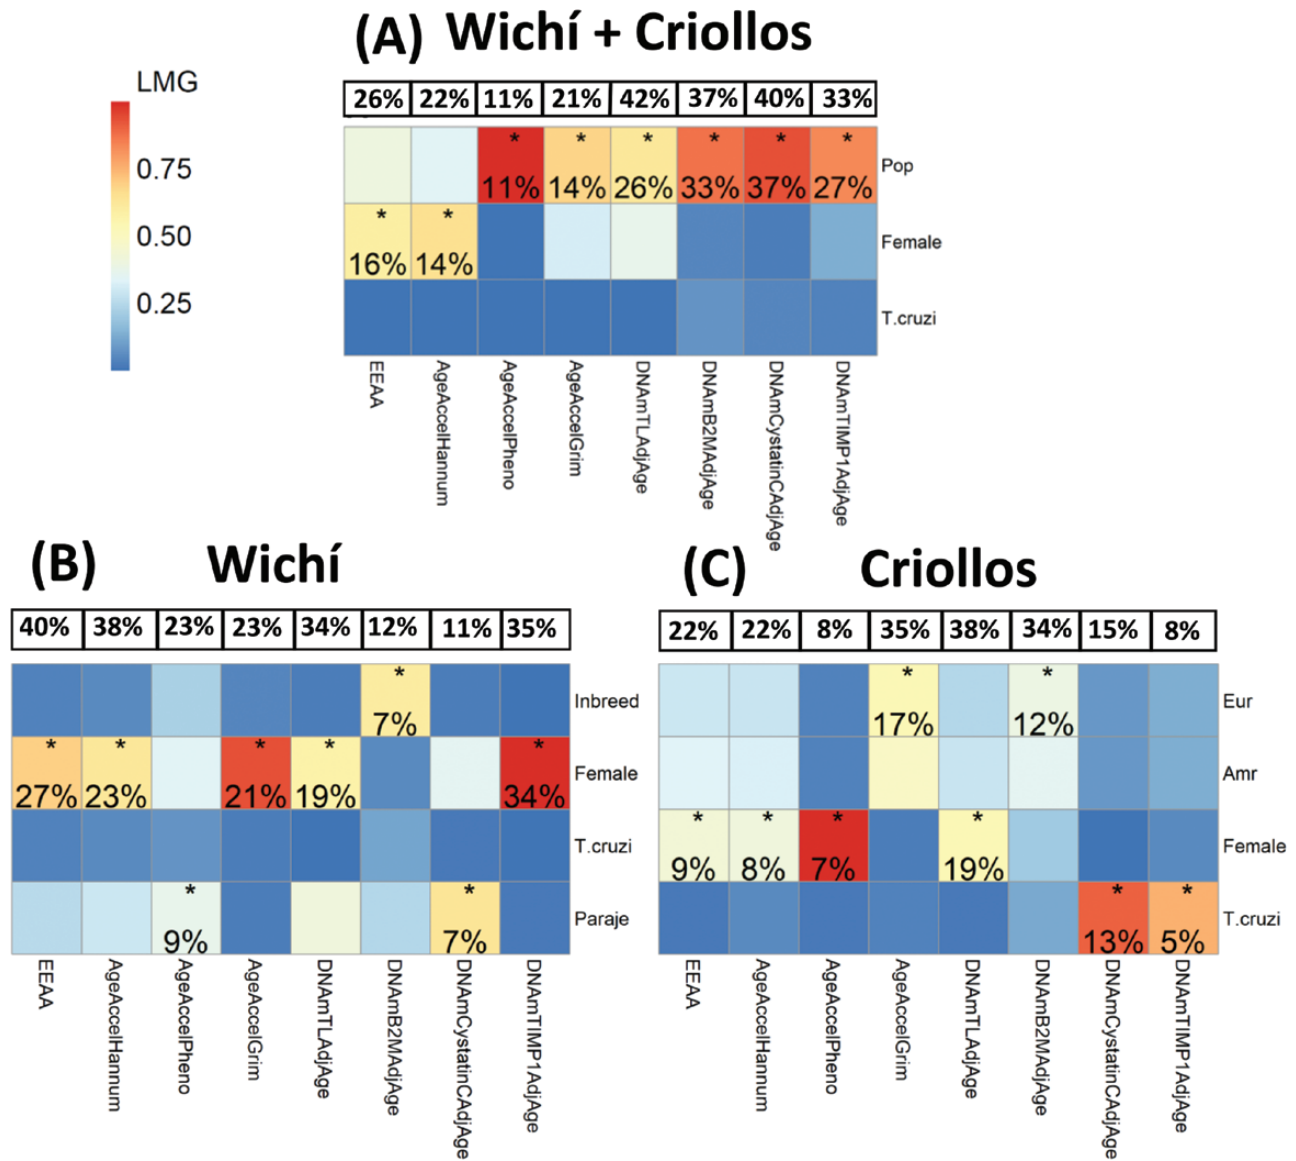 (A) Wichí + Criollos
LMG
0.75
0.50
0.25
26% 22% 11% 21% 42% 37% 40% 33%
* * * * * *
11% 14% 26% 33% 37% 27%
Pop
* *
16% 14%
Female
T.cruzi
EEAA
AgeAccelHannum
AgeAccelPheno
AgeAccelGrim
DNAmTLAdjAge
DNAmB2MAdjAge
DNAmCystatinCAdjAge
DNAmTIMP1AdjAge
(B) Wichí
40% 38% 23% 23% 34% 12% 11% 35%
*
7%
Inbreed
* * * * *
27% 23% 21% 19% 34%
Female
T.cruzi
* *
9% 7%
Paraje
EEAA
AgeAccelHannum
AgeAccelPheno
AgeAccelGrim
DNAmTLAdjAge
DNAmB2MAdjAge
DNAmCystatinCAdjAge
DNAmTIMP1AdjAge
(C) Criollos
22% 22% 8% 35% 38% 34% 15% 8%
* *
17% 12%
Eur
Amr
* * * *
9% 8% 7% 19%
Female
* *
13% 5%
T.cruzi
EEAA
AgeAccelHannum
AgeAccelPheno
AgeAccelGrim
DNAmTLAdjAge
DNAmB2MAdjAge
DNAmCystatinCAdjAge
DNAmTIMP1AdjAge